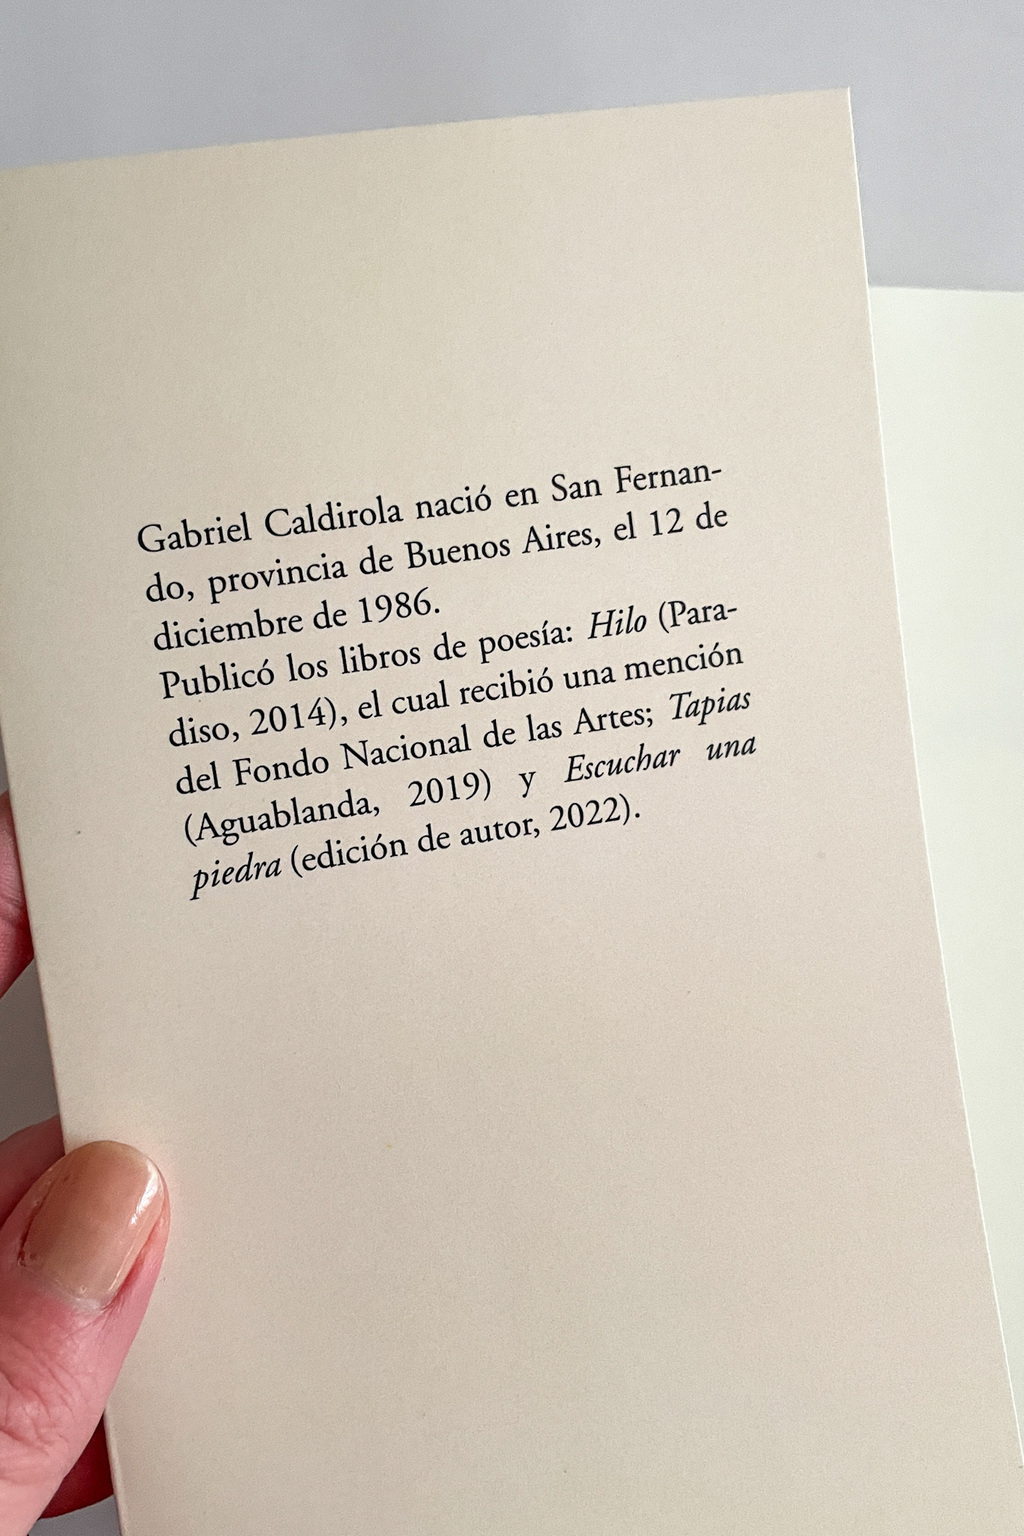 Gabriel Caldirola nació en San Fernan-
do, provincia de Buenos Aires, el 12 de
diciembre de 1986.
Publicó los libros de poesía: Hilo (Para-
diso, 2014), el cual recibió una mención
del Fondo Nacional de las Artes; Tapias
(Aguablanda, 2019) y Escuchar una
piedra (edición de autor, 2022).